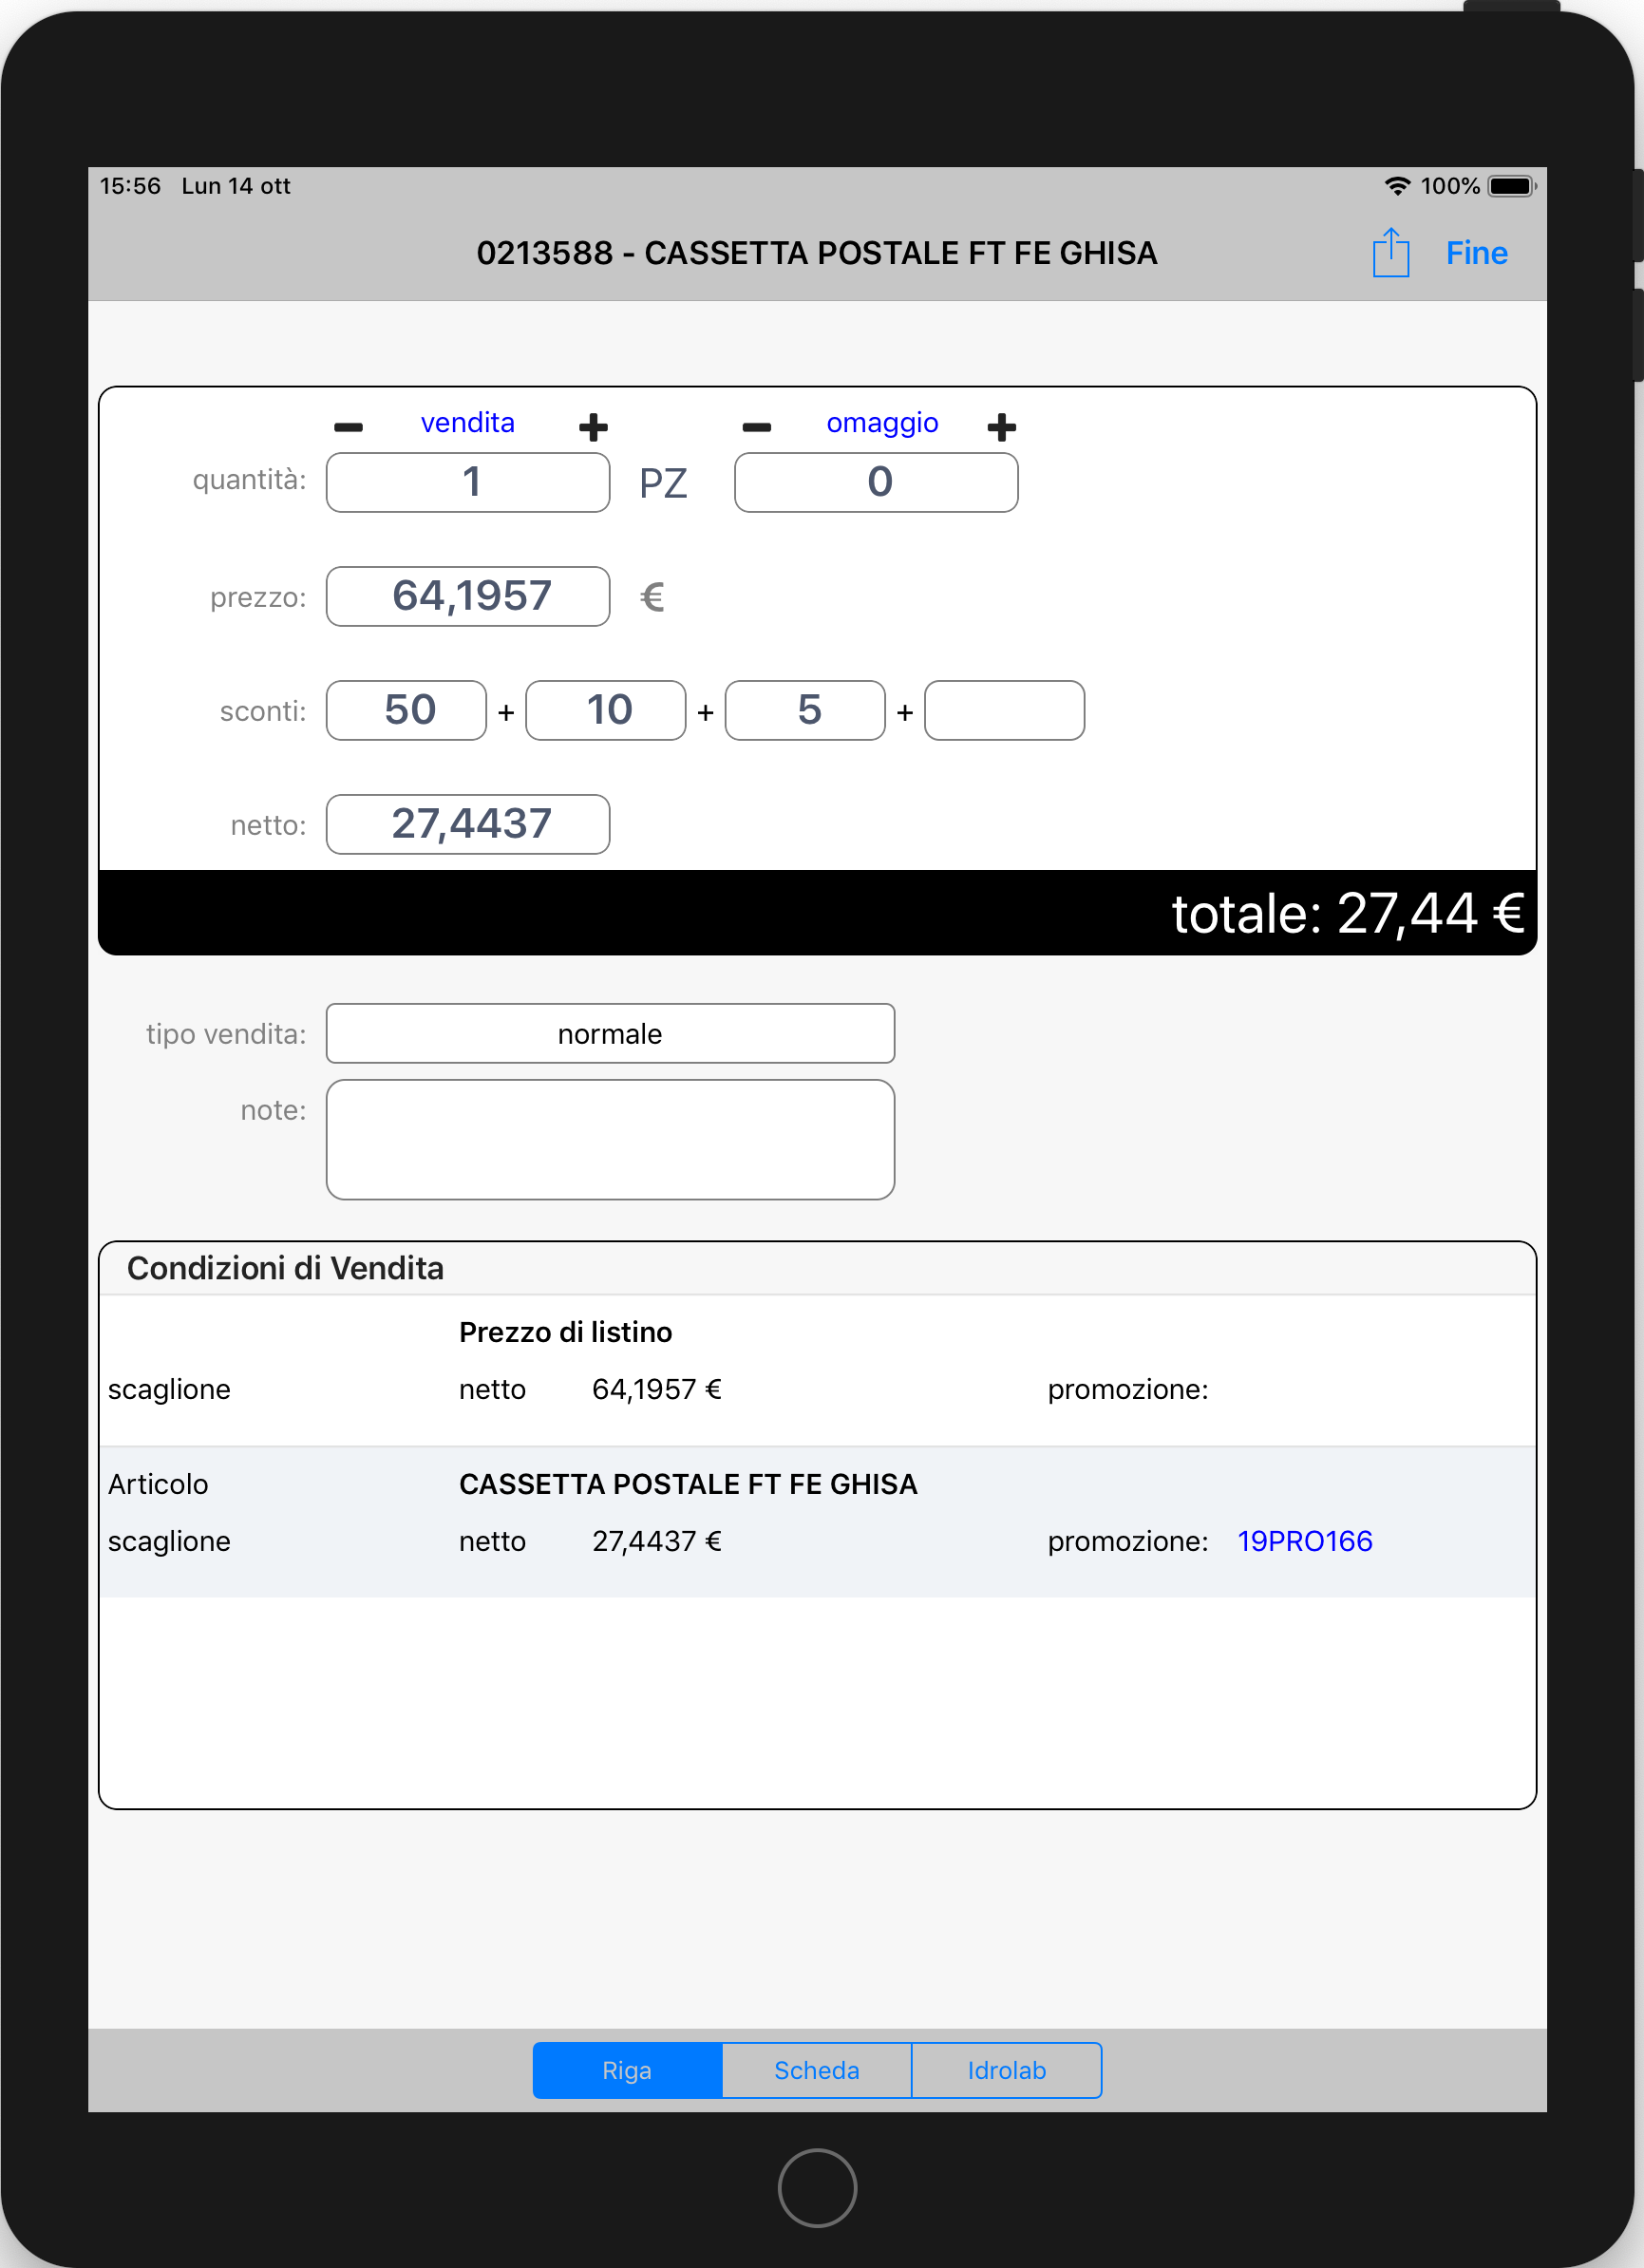 15:56 Lun 14 ott 100%
0213588 - CASSETTA POSTALE FT FE GHISA Fine
vendita omaggio
quantità: 1 PZ 0
prezzo: 64,1957 €
sconti: 50 + 10 + 5 +
netto: 27,4437
totale: 27,44 €
tipo vendita: normale
note:
Condizioni di Vendita
Prezzo di listino
scaglione netto 64,1957 € promozione:
Articolo CASSETTA POSTALE FT FE GHISA
scaglione netto 27,4437 € promozione: 19PRO166
Riga Scheda Idrolab